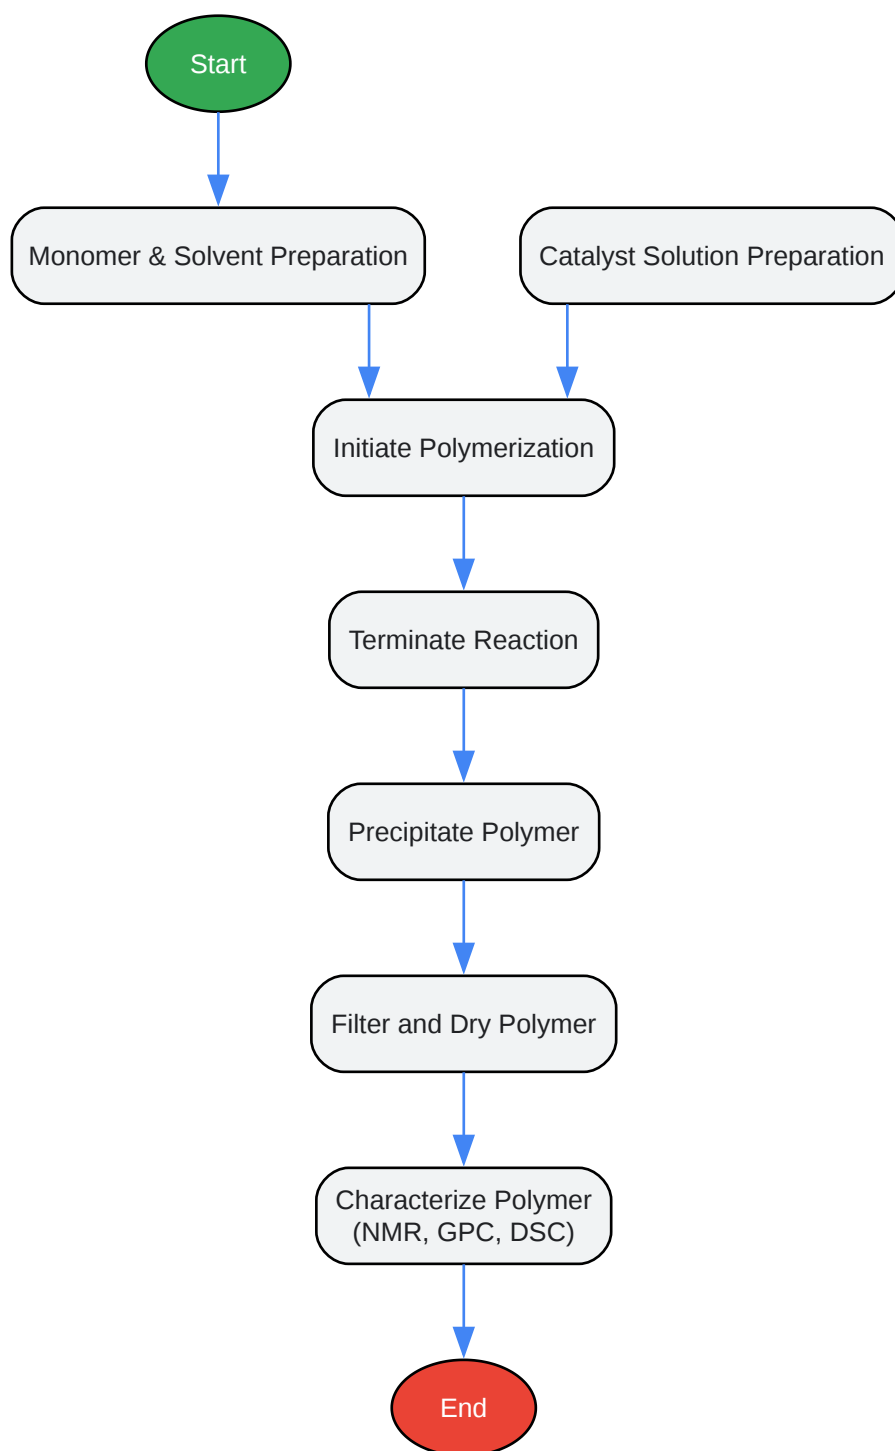 Start
Monomer & Solvent Preparation
Catalyst Solution Preparation
Initiate Polymerization
Terminate Reaction
Precipitate Polymer
Filter and Dry Polymer
Characterize Polymer
(NMR, GPC, DSC)
End